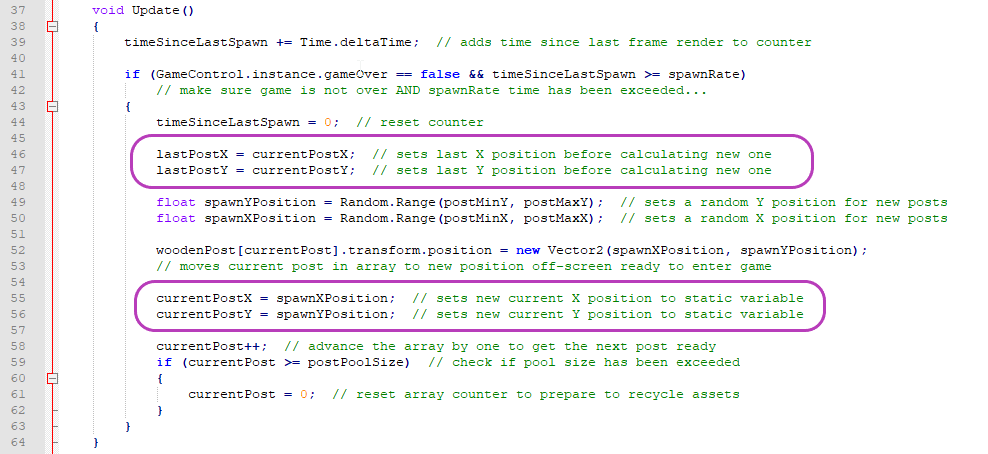 37 void Update()
38 {
39 timeSinceLastSpawn += Time.deltaTime;  // adds time since last frame render to counter
40
41 if (GameControl.instance.gameOver == false && timeSinceLastSpawn >= spawnRate)
42 // make sure game is not over AND spawnRate time has been exceeded...
43 {
44 timeSinceLastSpawn = 0;  // reset counter
45
46 lastPostX = currentPostX;  // sets last X position before calculating new one
47 lastPostY = currentPostY;  // sets last Y position before calculating new one
48
49 float spawnYPosition = Random.Range(postMinY, postMaxY);  // sets a random Y position for new posts
50 float spawnXPosition = Random.Range(postMinX, postMaxX);  // sets a random X position for new posts
51
52 woodenPost[currentPost].transform.position = new Vector2(spawnXPosition, spawnYPosition);
53 // moves current post in array to new position off-screen ready to enter game
54
55 currentPostX = spawnXPosition;  // sets new current X position to static variable
56 currentPostY = spawnYPosition;  // sets new current Y position to static variable
57
58 currentPost++;  // advance the array by one to get the next post ready
59 if (currentPost >= postPoolSize)  // check if pool size has been exceeded
60 {
61 currentPost = 0;  // reset array counter to prepare to recycle assets
62 }
63 }
64 }